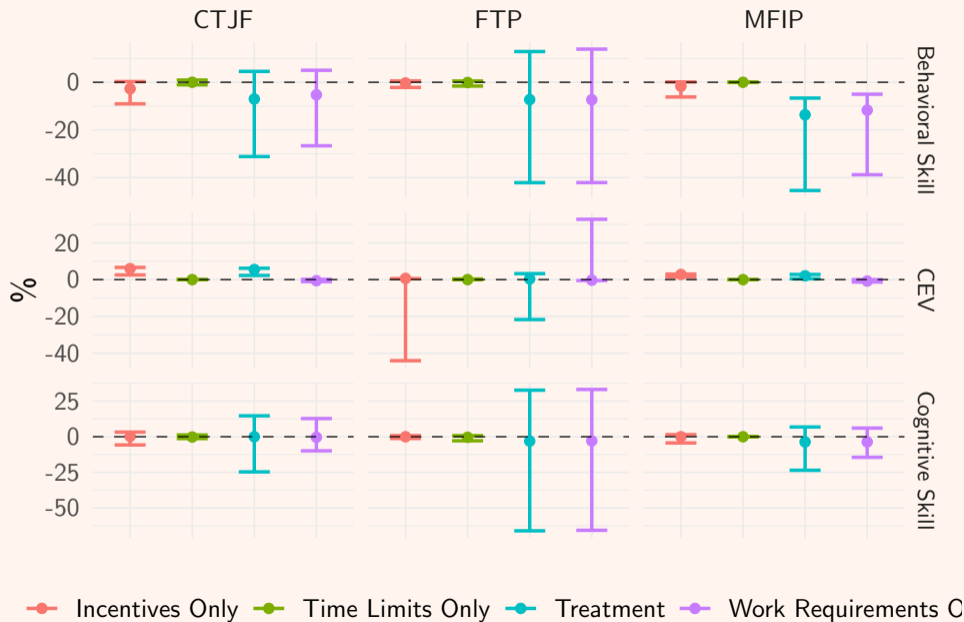 CTJF FTP MFIP
0
-20
-40
Behavioral Skill
20
0
-20
-40
CEV
%
25
0
-25
-50
Cognitive Skill
Incentives Only Time Limits Only Treatment Work Requirements O